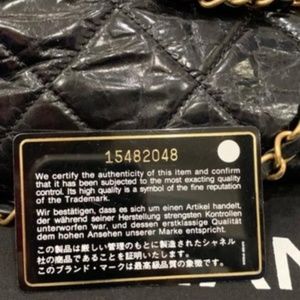 15482048
We certify the authenticity of this item and confirm
that it has been subjected to the most exacting quality
control. Its high quality is a symbol of the fine reputation
of the Trademark.
Wir bestätigen, dass es sich um einen Artikel handelt,
der während seiner Herstellung strengsten Kontrollen
unterworfen war, und dessen erstklassige Qualität
dem hohen Ansehen unserer Marke entspricht.
この製品は厳しい管理のもとに製造されたシャネル
社の商品であることを証明いたします。
このブランド・マークは最高品質の象徴です。
AN